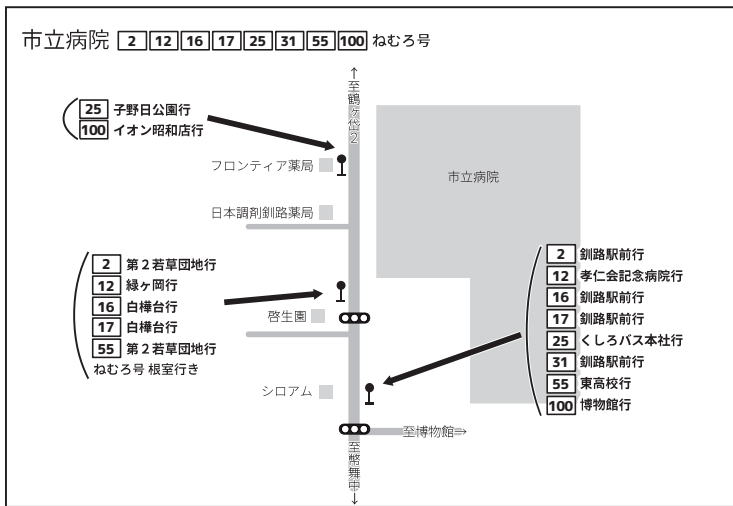 市立病院 2 12 16 17 25 31 55 100 ねむろ号
↑至鶴ヶ岱2
25 子野日公園行
100 イオン昭和店行
フロンティア薬局
市立病院
日本調剤釧路薬局
2 第2若草団地行
12 緑ヶ岡行
16 白樺台行
17 白樺台行
55 第2若草団地行
ねむろ号 根室行き
啓生園
シロアム
2 釧路駅前行
12 孝仁会記念病院行
16 釧路駅前行
17 釧路駅前行
25 くしろバス本社行
31 釧路駅前行
55 東高校行
100 博物館行
至博物館⇒
至幣舞中↓